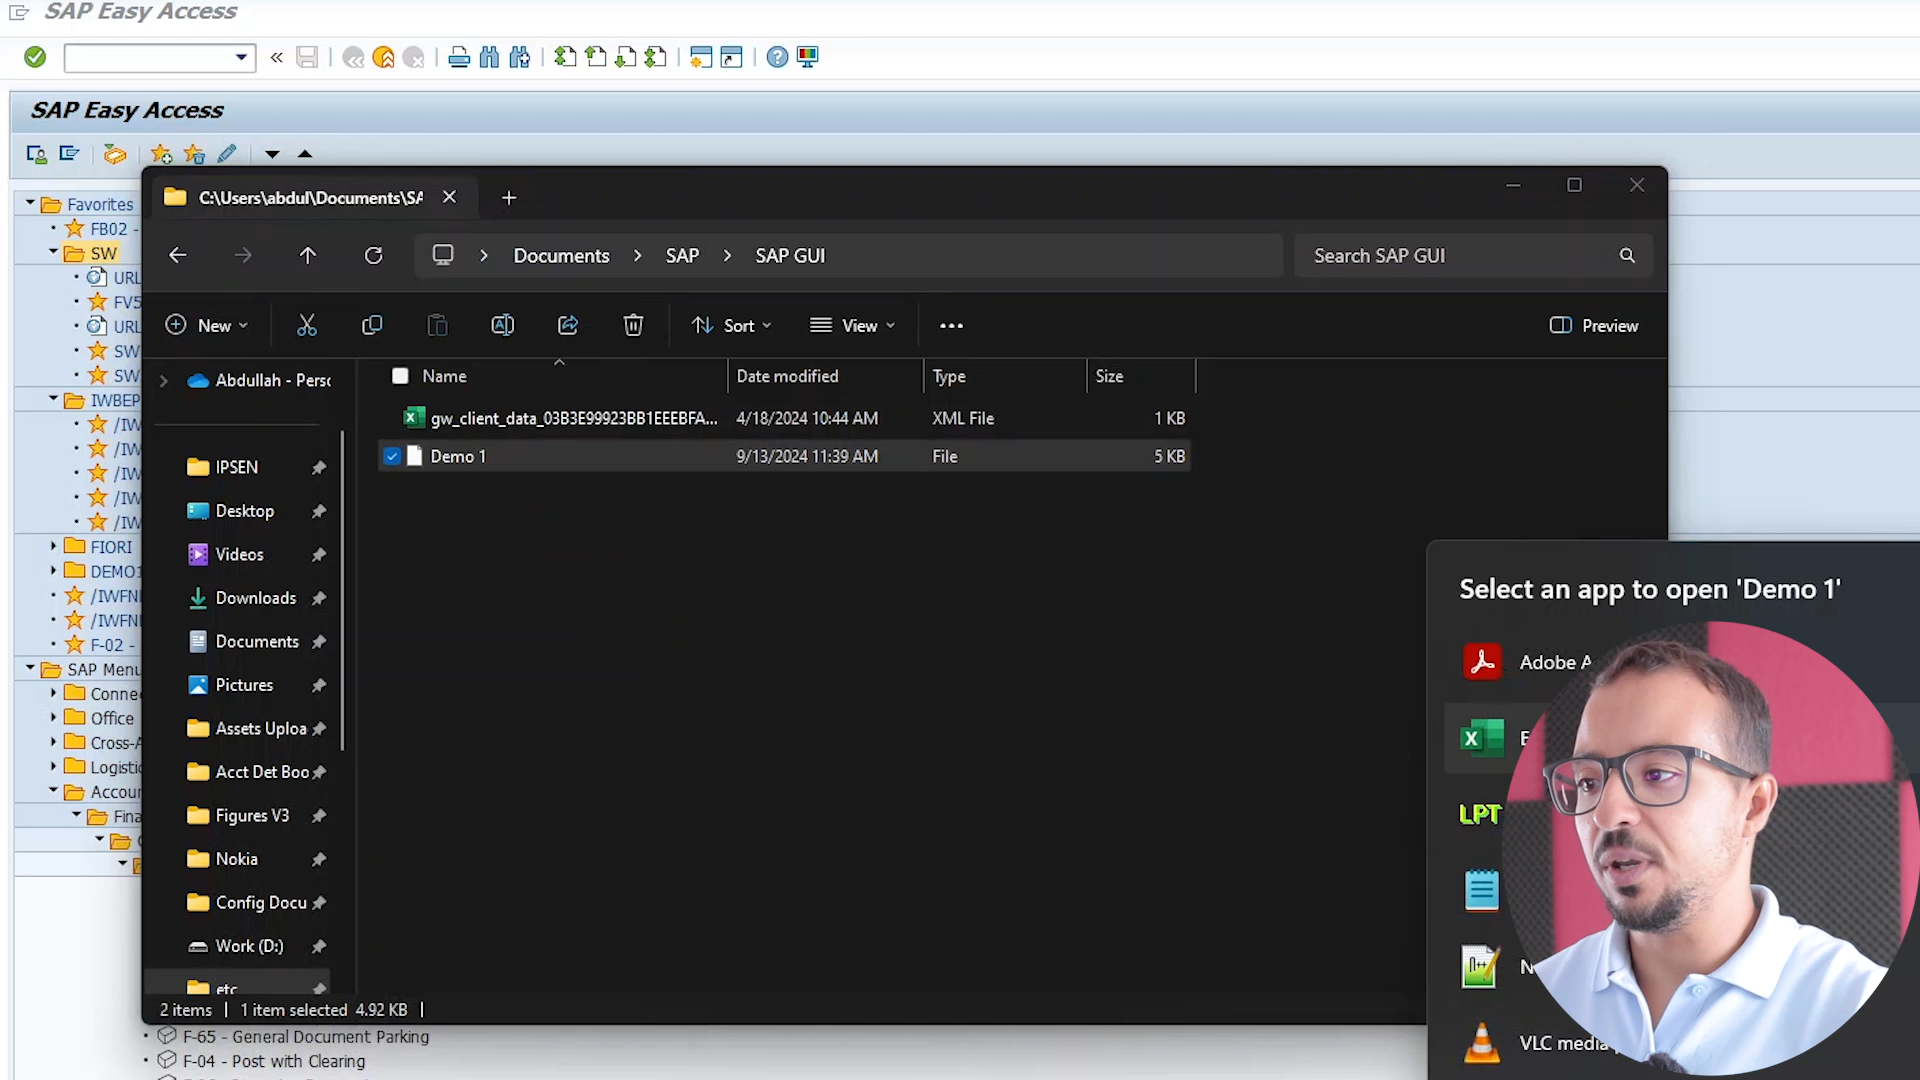 SAP Easy Access
SAP Easy Access
Favorites
FB02 -
SW
URL
FV5
URL
SW
SW
IWBEP
/IW
/IW
/IW
/IW
/IW
FIORI
DEMO1
/IWFN
/IWFN
F-02 -
SAP Menu
Conne
Office
Cross-A
Logisti
Accou
Fina
C:\Users\abdul\Documents\SA
Documents
SAP
SAP GUI
Search SAP GUI
New
Sort
View
Preview
Abdullah - Perso
IPSEN
Desktop
Videos
Downloads
Documents
Pictures
Assets Uploa
Acct Det Boo
Figures V3
Nokia
Config Docu
Work (D:)
etc
Name Date modified Type Size
gw_client_data_03B3E99923BB1EEEBFA... 4/18/2024 10:44 AM XML File 1 KB
Demo 1 9/13/2024 11:39 AM File 5 KB
2 items 1 item selected 4.92 KB
Select an app to open 'Demo 1'
Adobe A
E
LPT
N
VLC media
F-65 - General Document Parking
F-04 - Post with Clearing